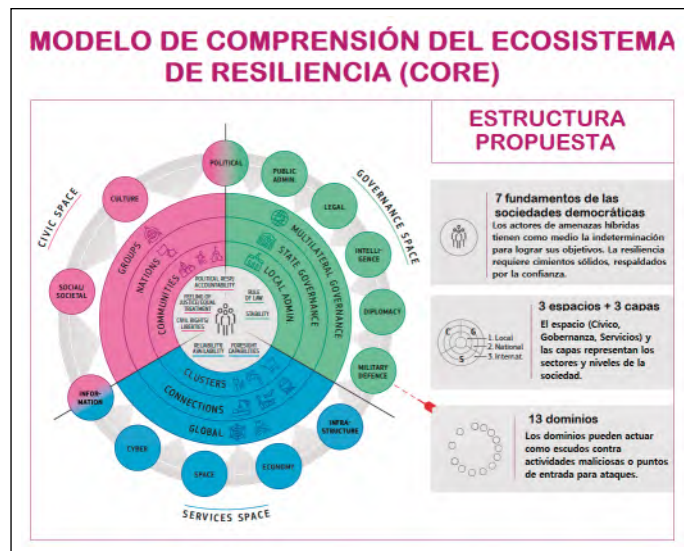 MODELO DE COMPRENSIÓN DEL ECOSISTEMA
DE RESILIENCIA (CORE)
CIVIC SPACE
GOVERNANCE SPACE
SERVICES SPACE
POLITICAL
PUBLIC
ADMIN.
LEGAL
INTELLI-
GENCE
DIPLOMACY
MILITARY
DEFENCE
INFRA-
STRUCTURE
ECONOMY
SPACE
CYBER
INFOR-
MATION
SOCIAL/
SOCIETAL
CULTURE
GROUPS
NATIONS
COMMUNITIES
MULTILATERAL GOVERNANCE
STATE GOVERNANCE
LOCAL ADMIN
CLUSTERS
CONNECTIONS
GLOBAL
POLITICAL RESP./
ACCOUNTABILITY
FEELING OF
JUSTICE/EQUAL
TREATMENT
RULE
OF LAW
CIVIL RIGHTS/
LIBERTIES
STABILITY
RELIABILITY/
AVAILABILITY
FORESIGHT
CAPABILITIES
ESTRUCTURA
PROPUESTA
7 fundamentos de las
sociedades democráticas
Los actores de amenazas híbridas
tienen como medio la indeterminación
para lograr sus objetivos. La resiliencia
requiere cimientos sólidos, respaldados
por la confianza.
3 espacios + 3 capas
C
G
S
1. Local
2. National
3. Internat.
El espacio (Cívico,
Gobernanza, Servicios) y
las capas representan los
sectores y niveles de la
sociedad.
13 dominios
Los dominios pueden actuar
como escudos contra
actividades maliciosas o puntos
de entrada para ataques.